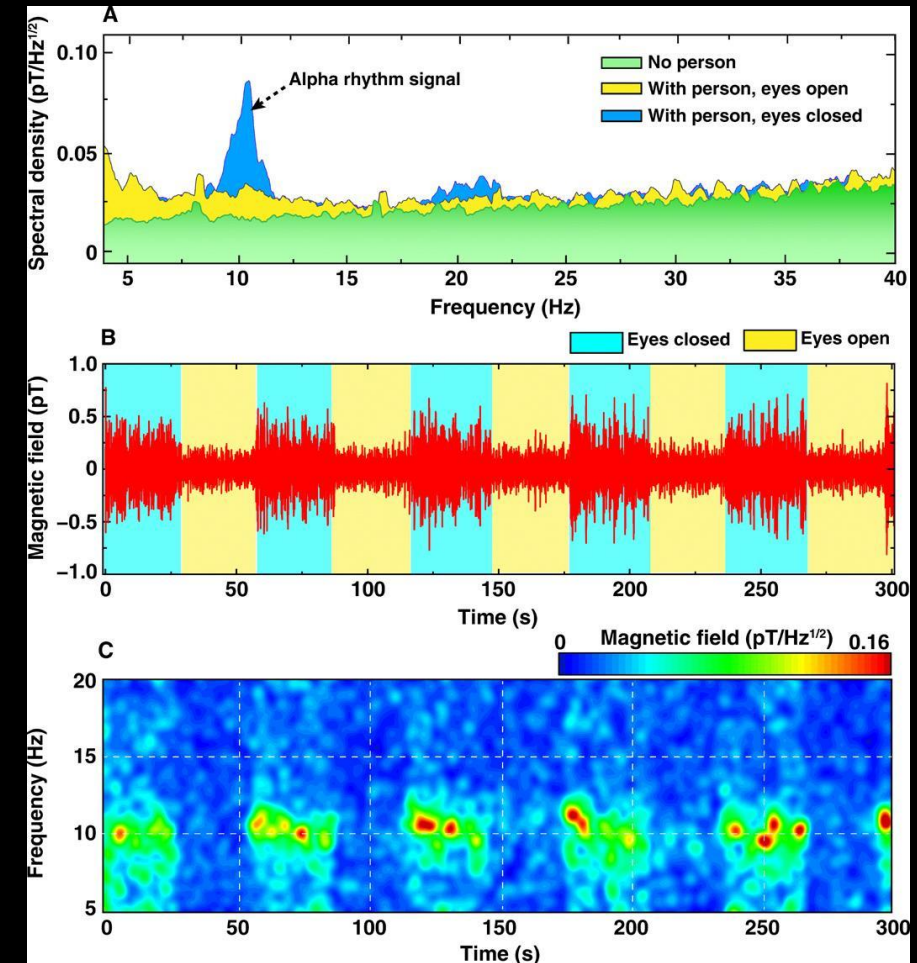 A
Spectral density (pT/Hz1/2)
0.10
0.05
0
Alpha rhythm signal
No person
With person, eyes open
With person, eyes closed
5 10 15 20 25 30 35 40
Frequency (Hz)
B
Eyes closed Eyes open
Magnetic field (pT)
1.0
0.5
0
−0.5
−1.0
0 50 100 150 200 250 300
Time (s)
C
0 Magnetic field (pT/Hz1/2) 0.16
Frequency (Hz)
20
15
10
5
0 50 100 150 200 250 300
Time (s)